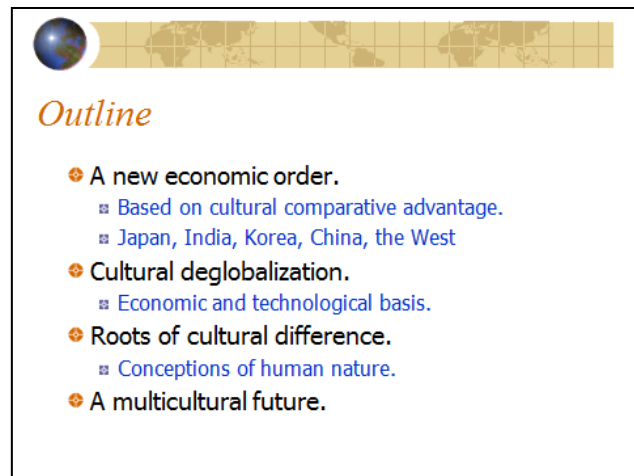 Outline
A new economic order.
Based on cultural comparative advantage.
Japan, India, Korea, China, the West
Cultural deglobalization.
Economic and technological basis.
Roots of cultural difference.
Conceptions of human nature.
A multicultural future.